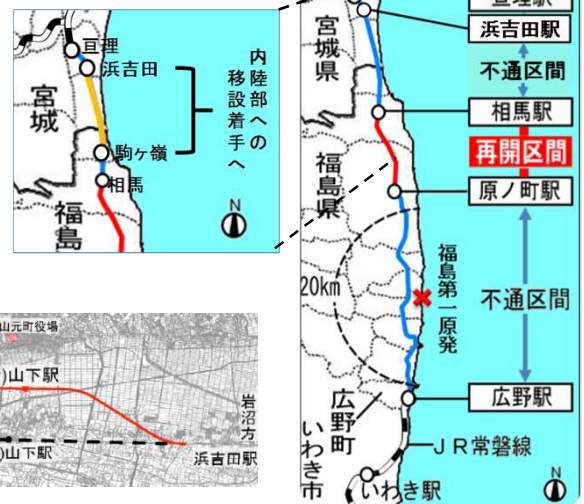 亘理
浜吉田
宮城
駒ヶ嶺
相馬
福島
内陸部への
移設着手へ
N
宮城県
福島県
20km
福島第一原発
広野町
いわき市
いわき駅
JR常磐線
N
亘理駅
浜吉田駅
不通区間
相馬駅
再開区間
原ノ町駅
不通区間
広野駅
山元町役場
)山下駅
)山下駅
岩沼方
浜吉田駅